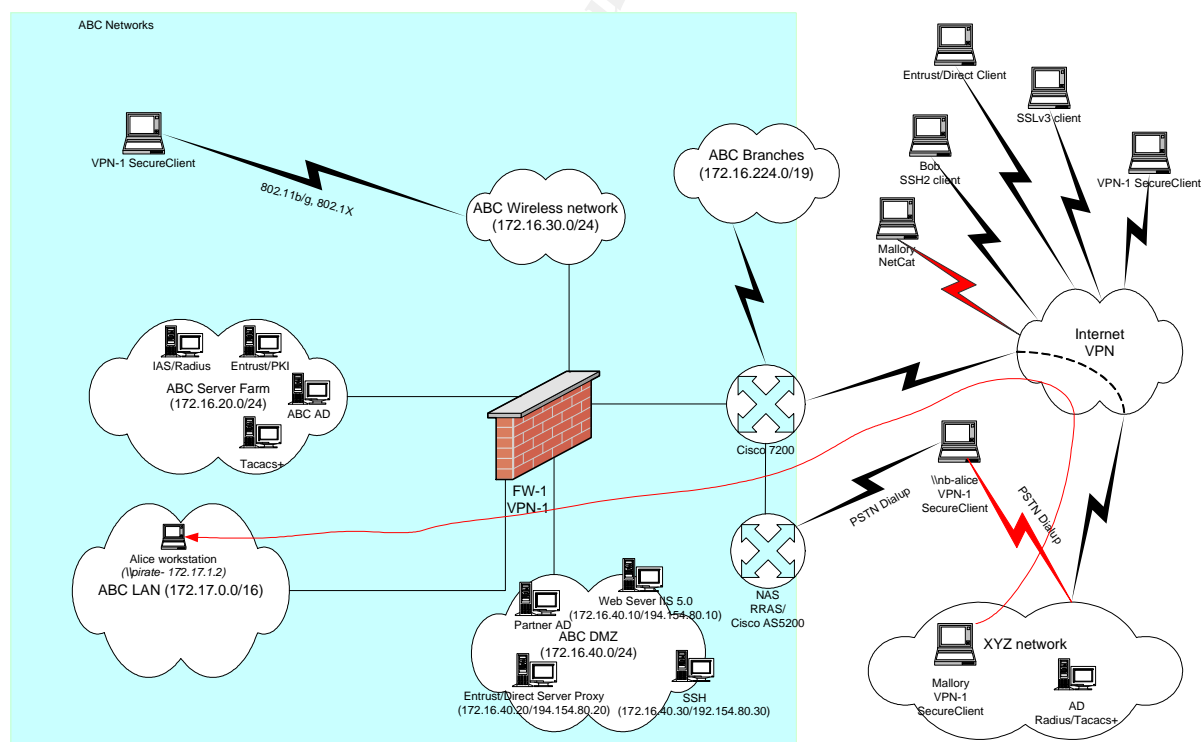 ABC Networks
VPN-1 SecureClient
802.11b/g, 802.1X
ABC Wireless network
(172.16.30.0/24)
ABC Branches
(172.16.224.0/19)
Entrust/Direct Client
SSLv3 client
Bob
SSH2 client
VPN-1 SecureClient
Mallory
NetCat
Internet
VPN
IAS/Radius
Entrust/PKI
ABC Server Farm
(172.16.20.0/24)
ABC AD
Tacacs+
FW-1
VPN-1
Cisco 7200
PSTN Dialup
\\nb-alice
VPN-1
SecureClient
PSTN Dialup
Alice workstation
(\\pirate- 172.17.1.2)
ABC LAN (172.17.0.0/16)
NAS
RRAS/
Cisco AS5200
Web Sever IIS 5.0
(172.16.40.10/194.154.80.10)
Partner AD
ABC DMZ
(172.16.40.0/24)
Entrust/Direct Server Proxy
(172.16.40.20/194.154.80.20)
SSH
(172.16.40.30/192.154.80.30)
XYZ network
Mallory
VPN-1
SecureClient
AD
Radius/Tacacs+